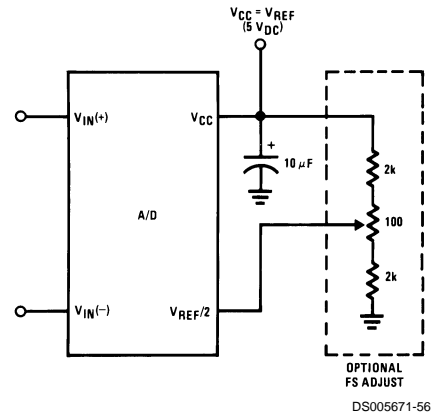 VCC = VREF
(5 VDC)
VIN(+)
VCC
+
10 μF
2k
A/D
100
2k
VIN(−)
VREF/2
OPTIONAL
FS ADJUST
DS005671-56